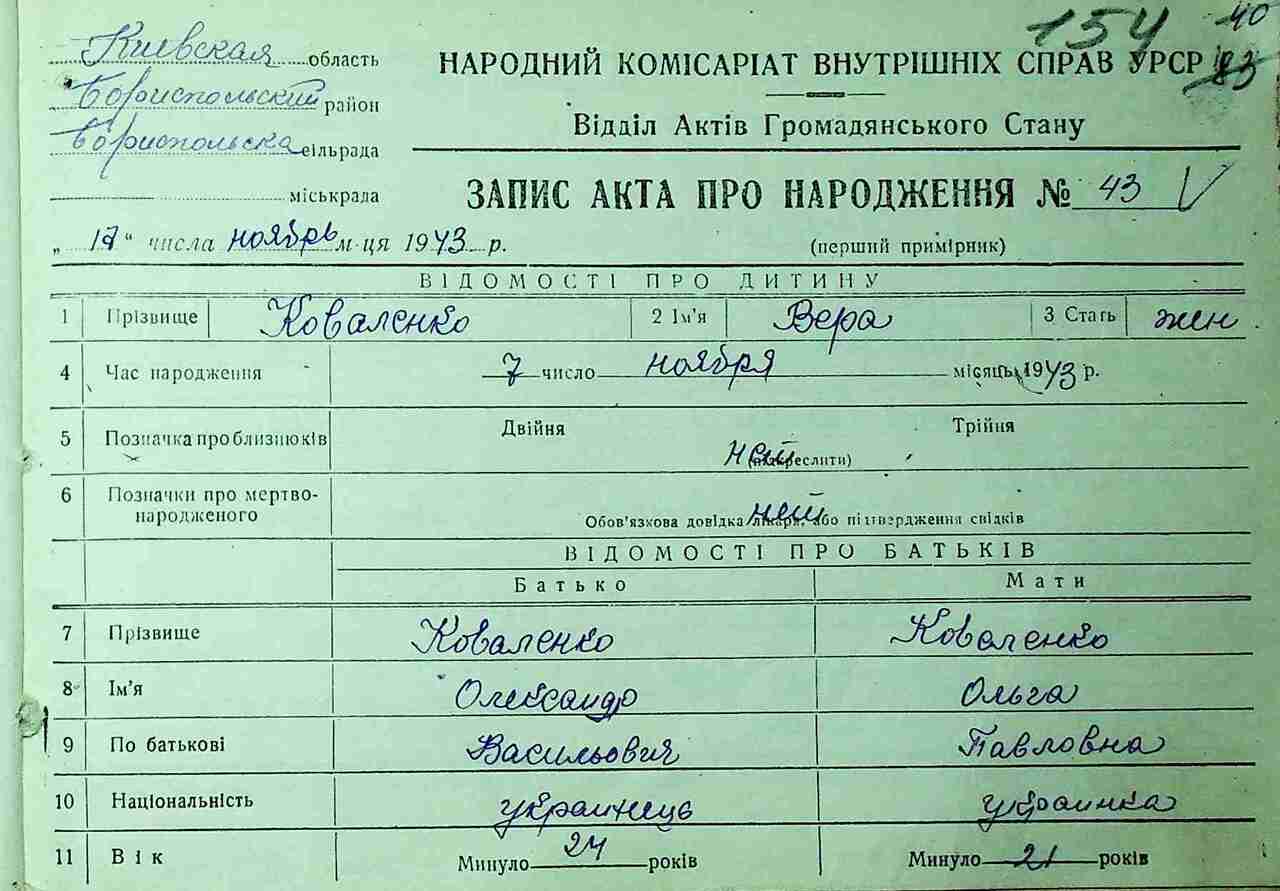 154 40
83
Киевская область
Бориспольский район
Бориспольска сільрада
міськрада
НАРОДНИЙ КОМІСАРІАТ ВНУТРІШНІХ СПРАВ УРСР
Відділ Актів Громадянського Стану
ЗАПИС АКТА ПРО НАРОДЖЕННЯ № 43
„17“ числа ноябрь м-ця 1943 р.
(перший примірник)
ВІДОМОСТІ ПРО ДИТИНУ
1 Прізвище Коваленко 2 Ім'я Вера 3 Стать жен.
4 Час народження 7 число ноября місяць 1943 р.
5 Позначка про близнюків Двійня Трійня
нет (підкреслити)
6 Позначки про мертво-
народженого нет
Обов'язкова довідка лікаря, або підтвердження свідків
ВІДОМОСТІ ПРО БАТЬКІВ
Батько Мати
7 Прізвище Коваленко Коваленко
8 Ім'я Олександр Ольга
9 По батькові Васильович Павловна
10 Національність украинець украинка
11 Вік Минуло 24 років Минуло 21 років